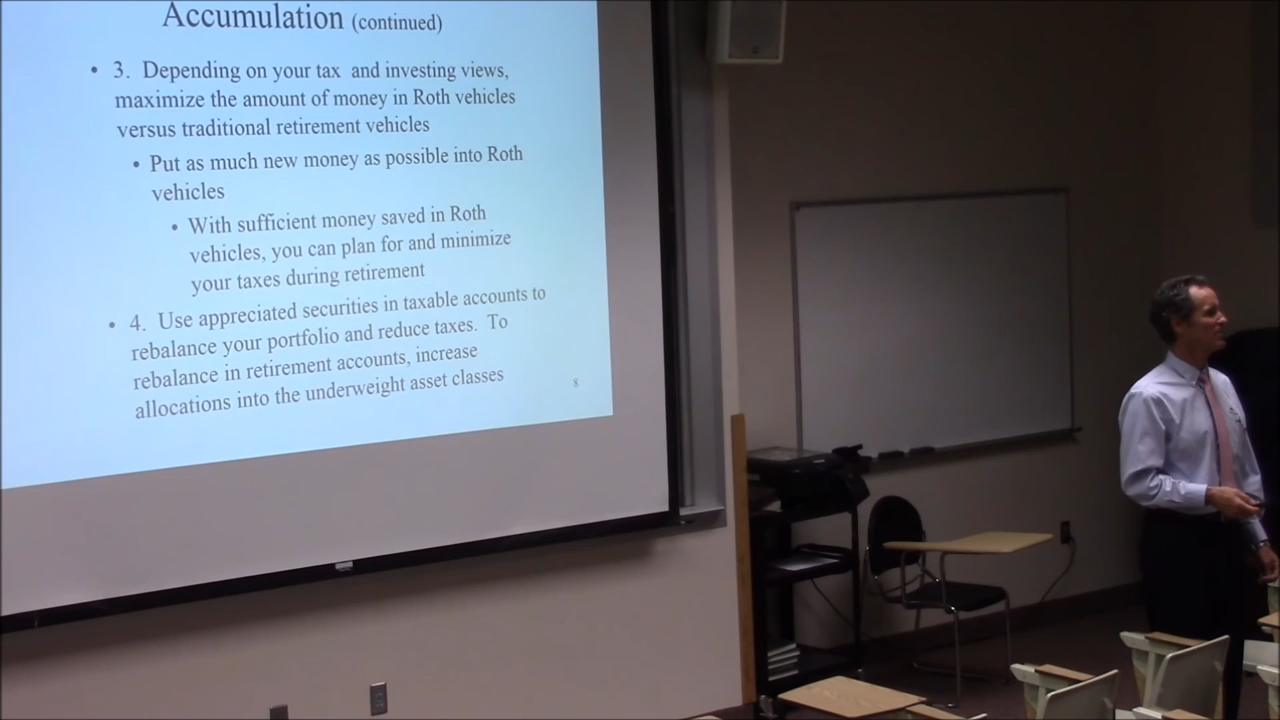 Accumulation (continued)
• 3. Depending on your tax and investing views,
maximize the amount of money in Roth vehicles
versus traditional retirement vehicles
• Put as much new money as possible into Roth
vehicles
• With sufficient money saved in Roth
vehicles, you can plan for and minimize
your taxes during retirement
• 4. Use appreciated securities in taxable accounts to
rebalance your portfolio and reduce taxes. To
rebalance in retirement accounts, increase
allocations into the underweight asset classes
8